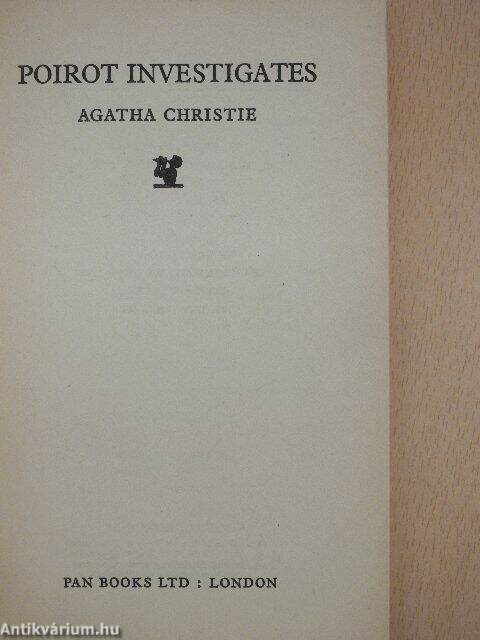 POIROT INVESTIGATES
AGATHA CHRISTIE
PAN BOOKS LTD : LONDON
Antikvárium.hu